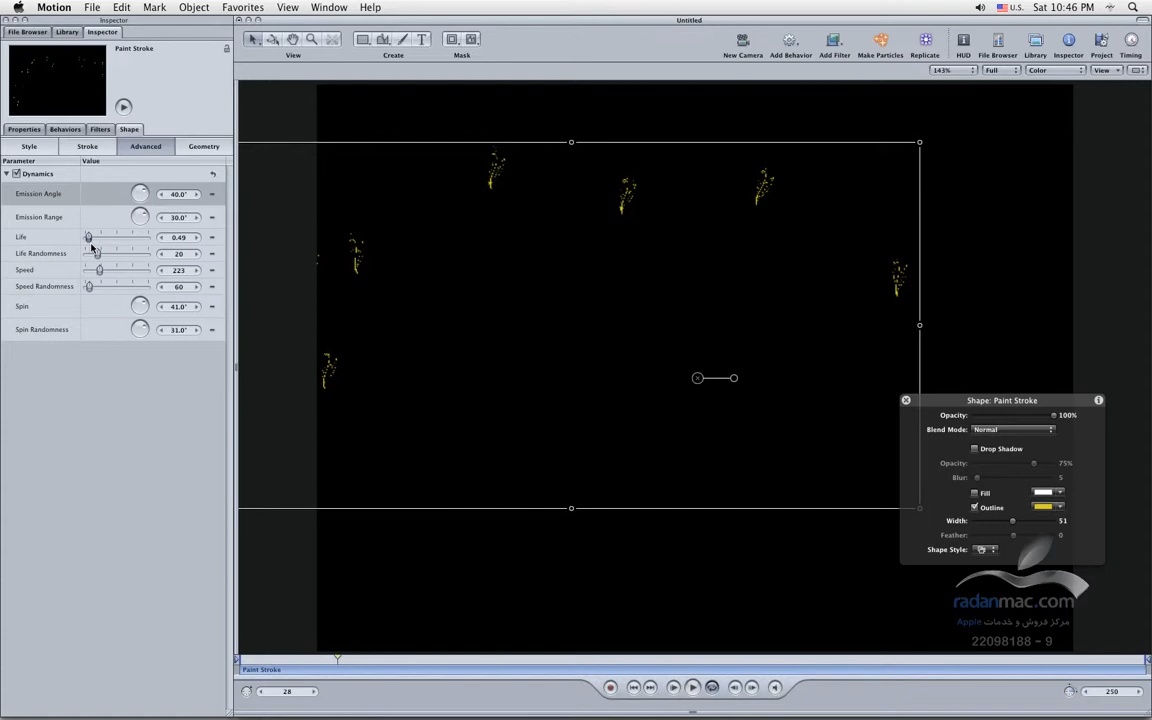 Motion File Edit Mark Object Favorites View Window Help U.S. Sat 10:46 PM
Inspector
Untitled
File Browser Library Inspector
Paint Stroke
View Create Mask New Camera Add Behavior Add Filter Make Particles Replicate HUD File Browser Library Inspector Project Timing
143% Full Color View
Properties Behaviors Filters Shape
Style Stroke Advanced Geometry
Parameter Value
Dynamics
Emission Angle 40.0°
Emission Range 30.0°
Life 0.49
Life Randomness 20
Speed 223
Speed Randomness 60
Spin 41.0°
Spin Randomness 31.0°
Shape: Paint Stroke
Opacity: 100%
Blend Mode: Normal
Drop Shadow
Opacity: 75%
Blur: 5
Fill
Outline
Width: 51
Feather: 0
Shape Style:
radanmac.com
مرکز فروش و خدمات Apple
22098188 - 9
Paint Stroke
28
250